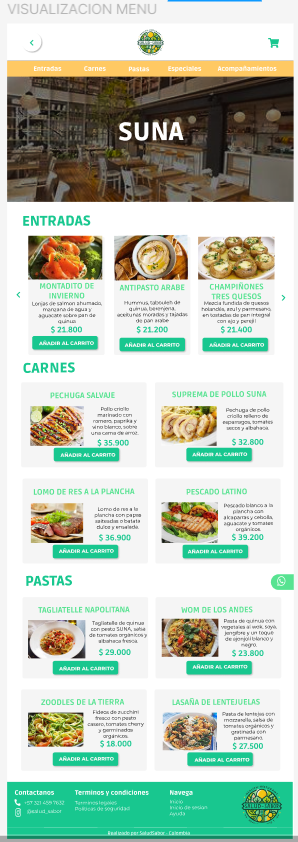 VISUALIZACION MENU
Entradas Carnes Pastas Especiales Acompañamientos
SUNA
ENTRADAS
MONTADITO DE
INVIERNO
Lonjas de salmon ahumado,
manzana de agua y
aguacate sobre pan de
quinua
$ 21.800
AÑADIR AL CARRITO
ANTIPASTO ARABE
Hummus, tabouleh de
quinua, berenjena,
aceitunas moradas y tajadas
de pan arabe
$ 21.200
AÑADIR AL CARRITO
CHAMPIÑONES
TRES QUESOS
Mezcla fundida de quesos
holandés, azul y parmesano,
en tostadas de pan integral
con ajo y perejil
$ 21.400
AÑADIR AL CARRITO
CARNES
PECHUGA SALVAJE
Pollo criollo
marinado con
romero, paprika y
vino blanco, sobre
una cama de arroz.
$ 35.900
AÑADIR AL CARRITO
SUPREMA DE POLLO SUNA
Pechuga de pollo
criollo relleno de
esparragos, tomates
secos y albahaca.
$ 32.800
AÑADIR AL CARRITO
LOMO DE RES A LA PLANCHA
Lomo de res a la
plancha con papas
salteadas o batata
dulce y ensalada.
$ 36.900
AÑADIR AL CARRITO
PESCADO LATINO
Pescado blanco a la
plancha con
alcaparras y cebolla,
aguacate y tomates
organicos.
$ 39.200
AÑADIR AL CARRITO
PASTAS
TAGLIATELLE NAPOLITANA
Tagliatelle de quinua
con pesto SUNA, salsa
de tomates orgánicos y
albahaca fresca.
$ 29.000
AÑADIR AL CARRITO
WOM DE LOS ANDES
Pasta de quinua con
vegetales al wok, soya,
jengibre y un toque
de ajonjolí blanco y
negro.
$ 23.800
AÑADIR AL CARRITO
ZOODLES DE LA TIERRA
Fideos de zucchini
fresco con pesto
casero, tomates cherry
y germinados
orgánicos.
$ 18.000
AÑADIR AL CARRITO
LASAÑA DE LENTEJUELAS
Pasta de lentejas con
mozzarella, salsa de
tomates orgánicos y
gratinada con
parmesano.
$ 27.500
AÑADIR AL CARRITO
Contactanos
+57 321 459 7632
@salud_sabor
Terminos y condiciones
Terminos legales
Politicas de seguridad
Navega
Inicio
Inicio de sesion
Ayuda
Realizado por SaludSabor - Colombia